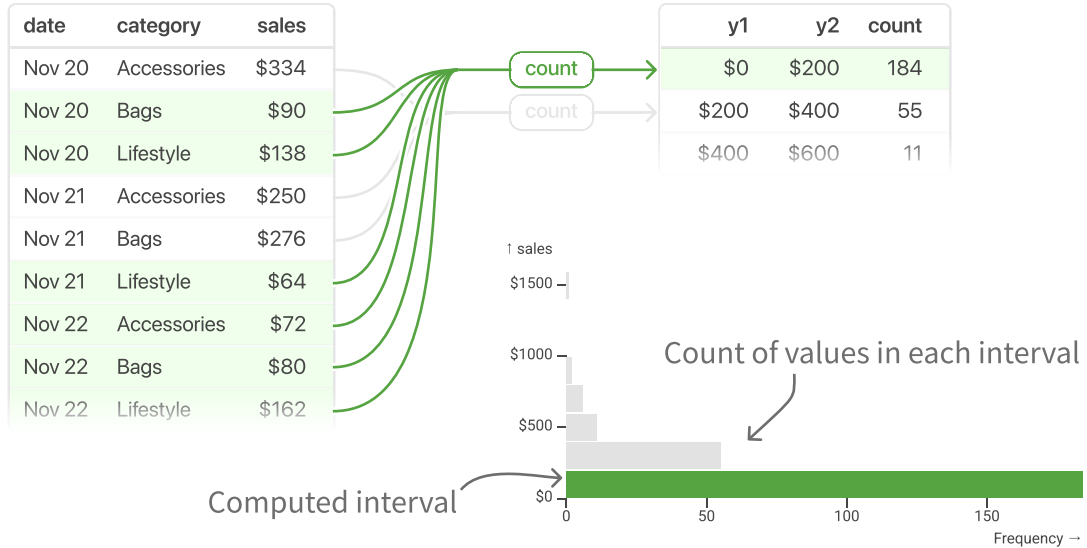 date category sales
Nov 20 Accessories $334
Nov 20 Bags $90
Nov 20 Lifestyle $138
Nov 21 Accessories $250
Nov 21 Bags $276
Nov 21 Lifestyle $64
Nov 22 Accessories $72
Nov 22 Bags $80
Nov 22 Lifestyle $162
count
count
y1 y2 count
$0 $200 184
$200 $400 55
$400 $600 11
↑ sales
$1500
$1000
$500
$0
0 50 100 150
Frequency →
Count of values in each interval
Computed interval